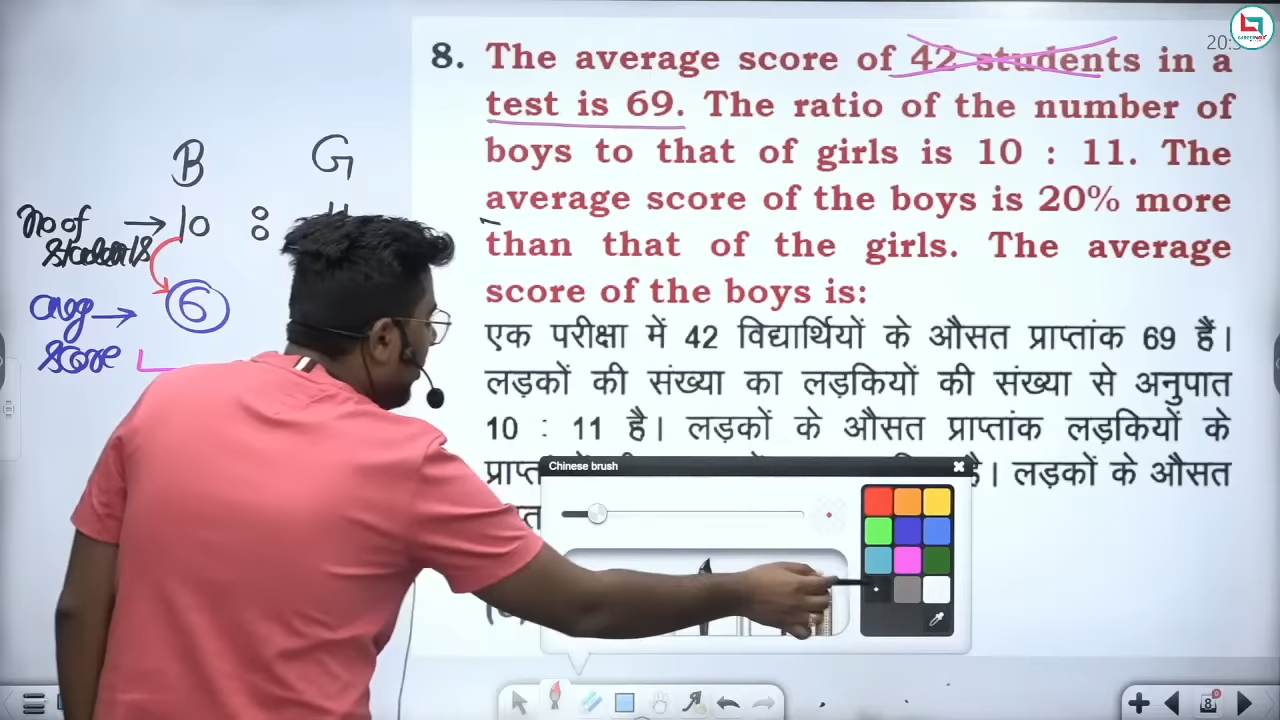 8. The average score of 42 students in a
test is 69. The ratio of the number of
boys to that of girls is 10 : 11. The
average score of the boys is 20% more
than that of the girls. The average
score of the boys is:
एक परीक्षा में 42 विद्यार्थियों के औसत प्राप्तांक 69 हैं।
लड़कों की संख्या का लड़कियों की संख्या से अनुपात
10 : 11 है। लड़कों के औसत प्राप्तांक लड़कियों के
है। लड़कों के औसत
B G
No of students → 10 :
avg score → 6
Chinese brush
8